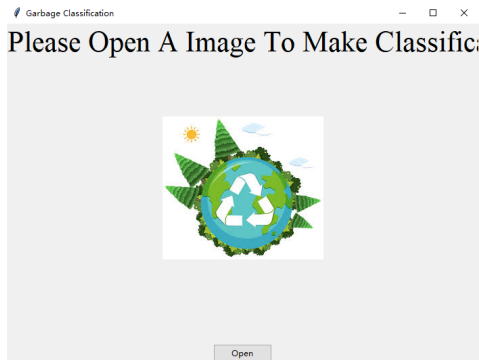 Garbage Classification
Please Open A Image To Make Classifica
Open